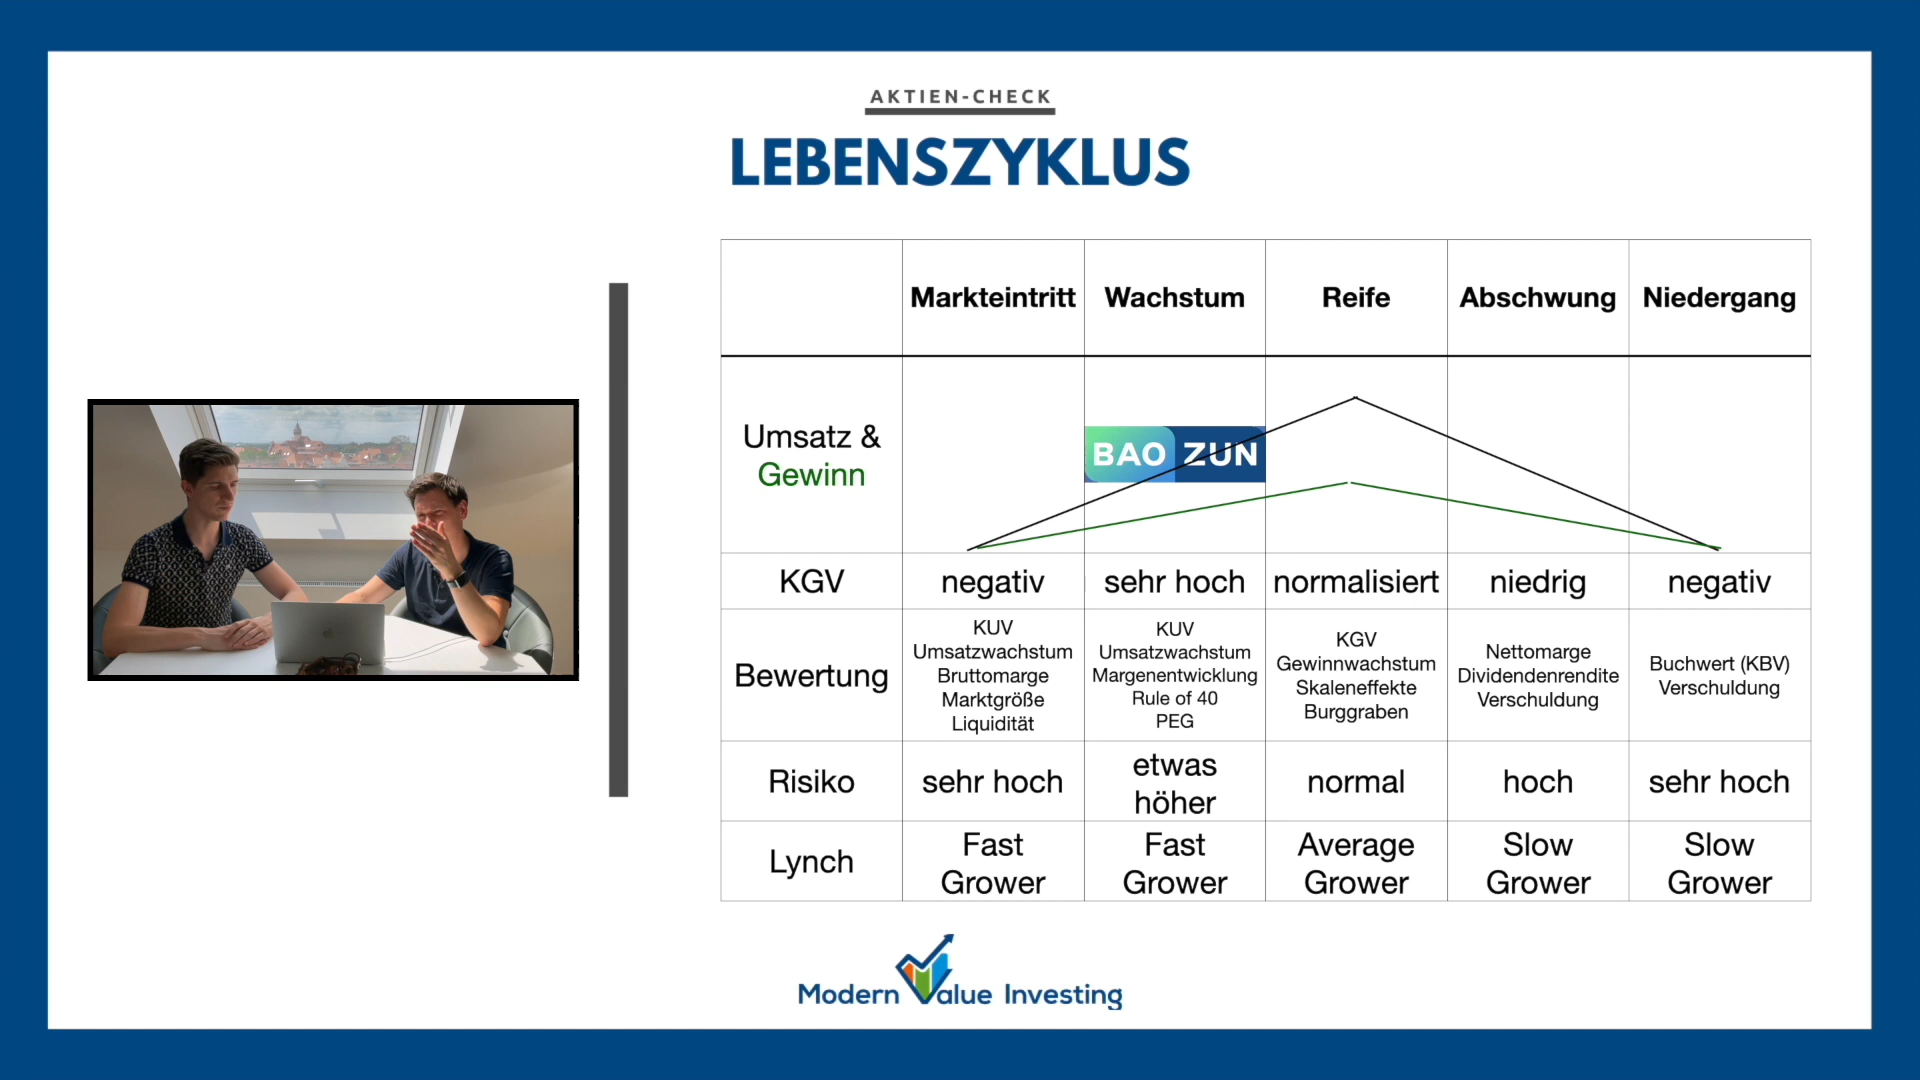 AKTIEN-CHECK
LEBENSZYKLUS
Markteintritt Wachstum Reife Abschwung Niedergang
Umsatz &
Gewinn
BAO ZUN
KGV negativ sehr hoch normalisiert niedrig negativ
Bewertung
KUV
Umsatzwachstum
Bruttomarge
Marktgröße
Liquidität
KUV
Umsatzwachstum
Margenentwicklung
Rule of 40
PEG
KGV
Gewinnwachstum
Skaleneffekte
Burggraben
Nettomarge
Dividendenrendite
Verschuldung
Buchwert (KBV)
Verschuldung
Risiko
sehr hoch
etwas
höher
normal
hoch
sehr hoch
Lynch
Fast
Grower
Fast
Grower
Average
Grower
Slow
Grower
Slow
Grower
Modern Value Investing